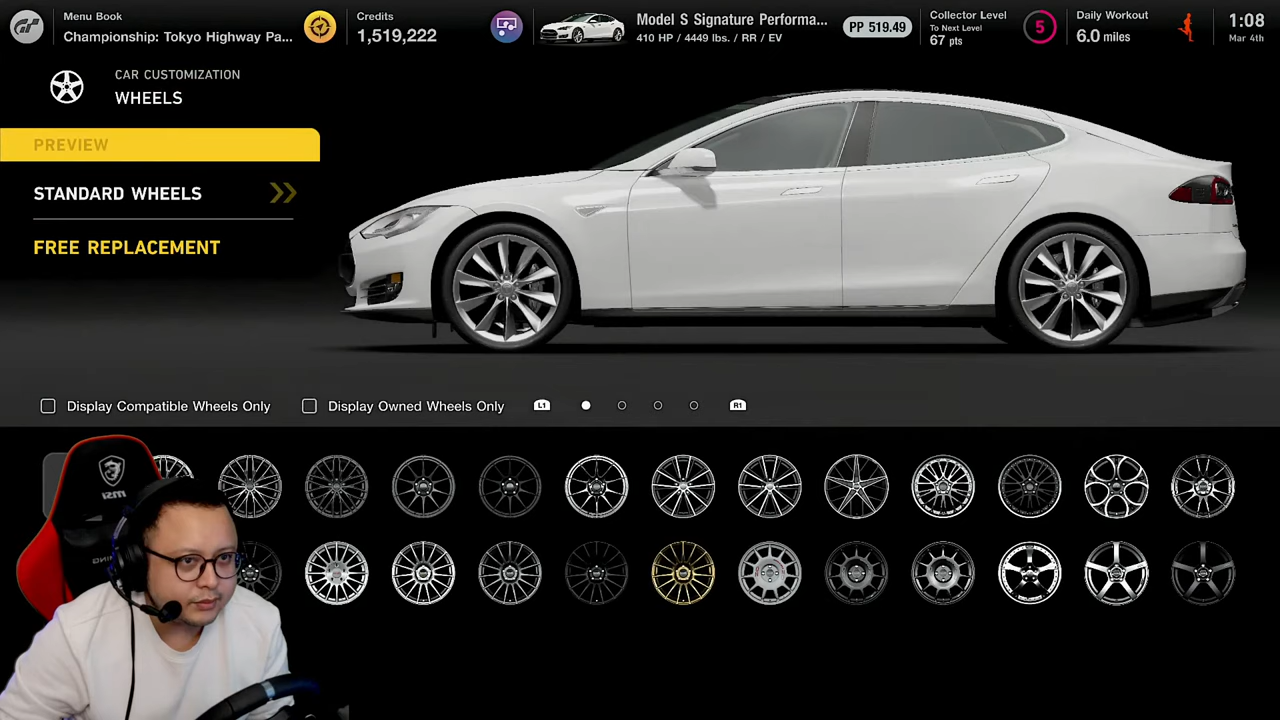 Menu Book
Championship: Tokyo Highway Pa...
Credits
1,519,222
Model S Signature Performa...
410 HP / 4449 lbs. / RR / EV
PP 519.49
Collector Level
To Next Level
67 pts
5
Daily Workout
6.0 miles
1:08
Mar 4th
CAR CUSTOMIZATION
WHEELS
PREVIEW
STANDARD WHEELS
FREE REPLACEMENT
Display Compatible Wheels Only
Display Owned Wheels Only
L1
R1
msi